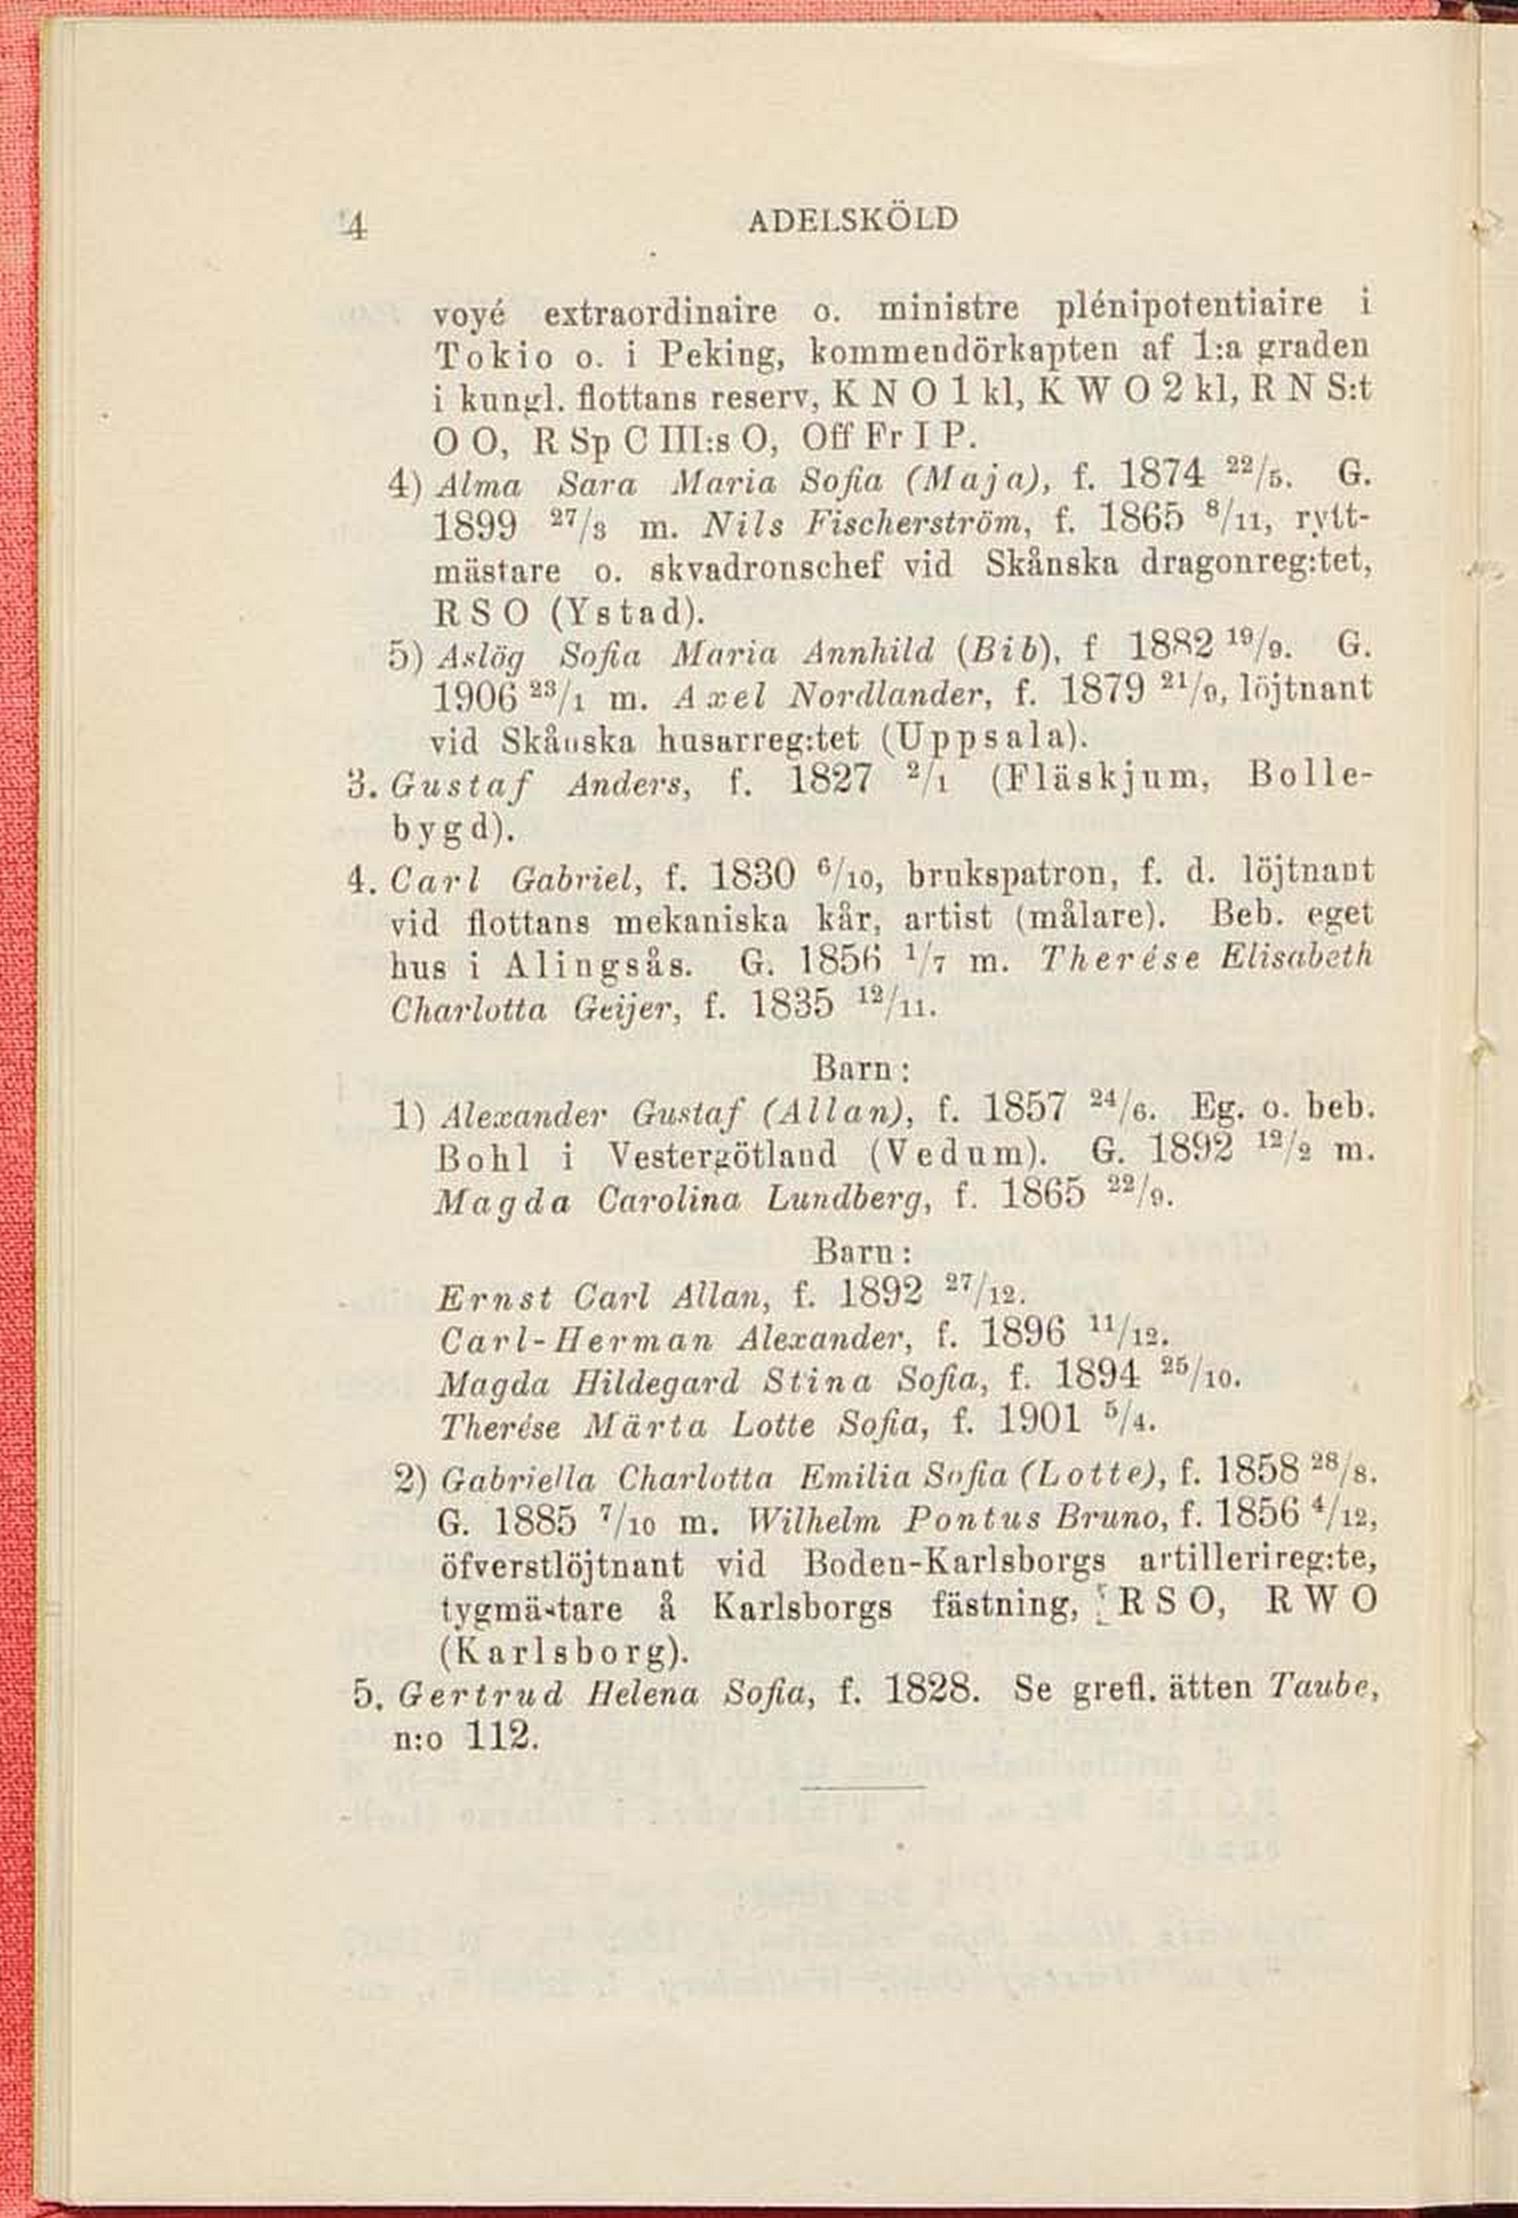 4 ADELSKÖLD
voyé extraordinaire o. ministre plénipotentiaire i
Tokio o. i Peking, kommendörkapten af 1:a graden
i kungl. flottans reserv, K N O 1 kl, K W O 2 kl, R N S:t
O O, R Sp C III:s O, Off Fr I P.
4) Alma Sara Maria Sofia (Maja), f. 1874 22/5. G.
1899 27/3 m. Nils Fischerström, f. 1865 8/11, rytt-
mästare o. skvadronschef vid Skånska dragonreg:tet,
R S O (Ystad).
5) Aslög Sofia Maria Annhild (Bib), f 1882 19/9. G.
1906 23/1 m. Axel Nordlander, f. 1879 21/9, löjtnant
vid Skånska husarreg:tet (Uppsala).
3. Gustaf Anders, f. 1827 2/1 (Fläskjum, Bolle-
bygd).
4. Carl Gabriel, f. 1830 6/10, brukspatron, f. d. löjtnant
vid flottans mekaniska kår, artist (målare). Beb. eget
hus i Alingsås. G. 1856 1/7 m. Therése Elisabeth
Charlotta Geijer, f. 1835 12/11.
Barn:
1) Alexander Gustaf (Allan), f. 1857 24/6. Eg. o. beb.
Bohl i Vestergötland (Vedum). G. 1892 12/2 m.
Magda Carolina Lundberg, f. 1865 22/9.
Barn:
Ernst Carl Allan, f. 1892 27/12.
Carl-Herman Alexander, f. 1896 11/12.
Magda Hildegard Stina Sofia, f. 1894 25/10.
Therése Märta Lotte Sofia, f. 1901 5/4.
2) Gabriella Charlotta Emilia Sofia (Lotte), f. 1858 28/8.
G. 1885 7/10 m. Wilhelm Pontus Bruno, f. 1856 4/12,
öfverstlöjtnant vid Boden-Karlsborgs artillerireg:te,
tygmästare å Karlsborgs fästning, R S O, R W O
(Karlsborg).
5. Gertrud Helena Sofia, f. 1828. Se grefl. ätten Taube,
n:o 112.